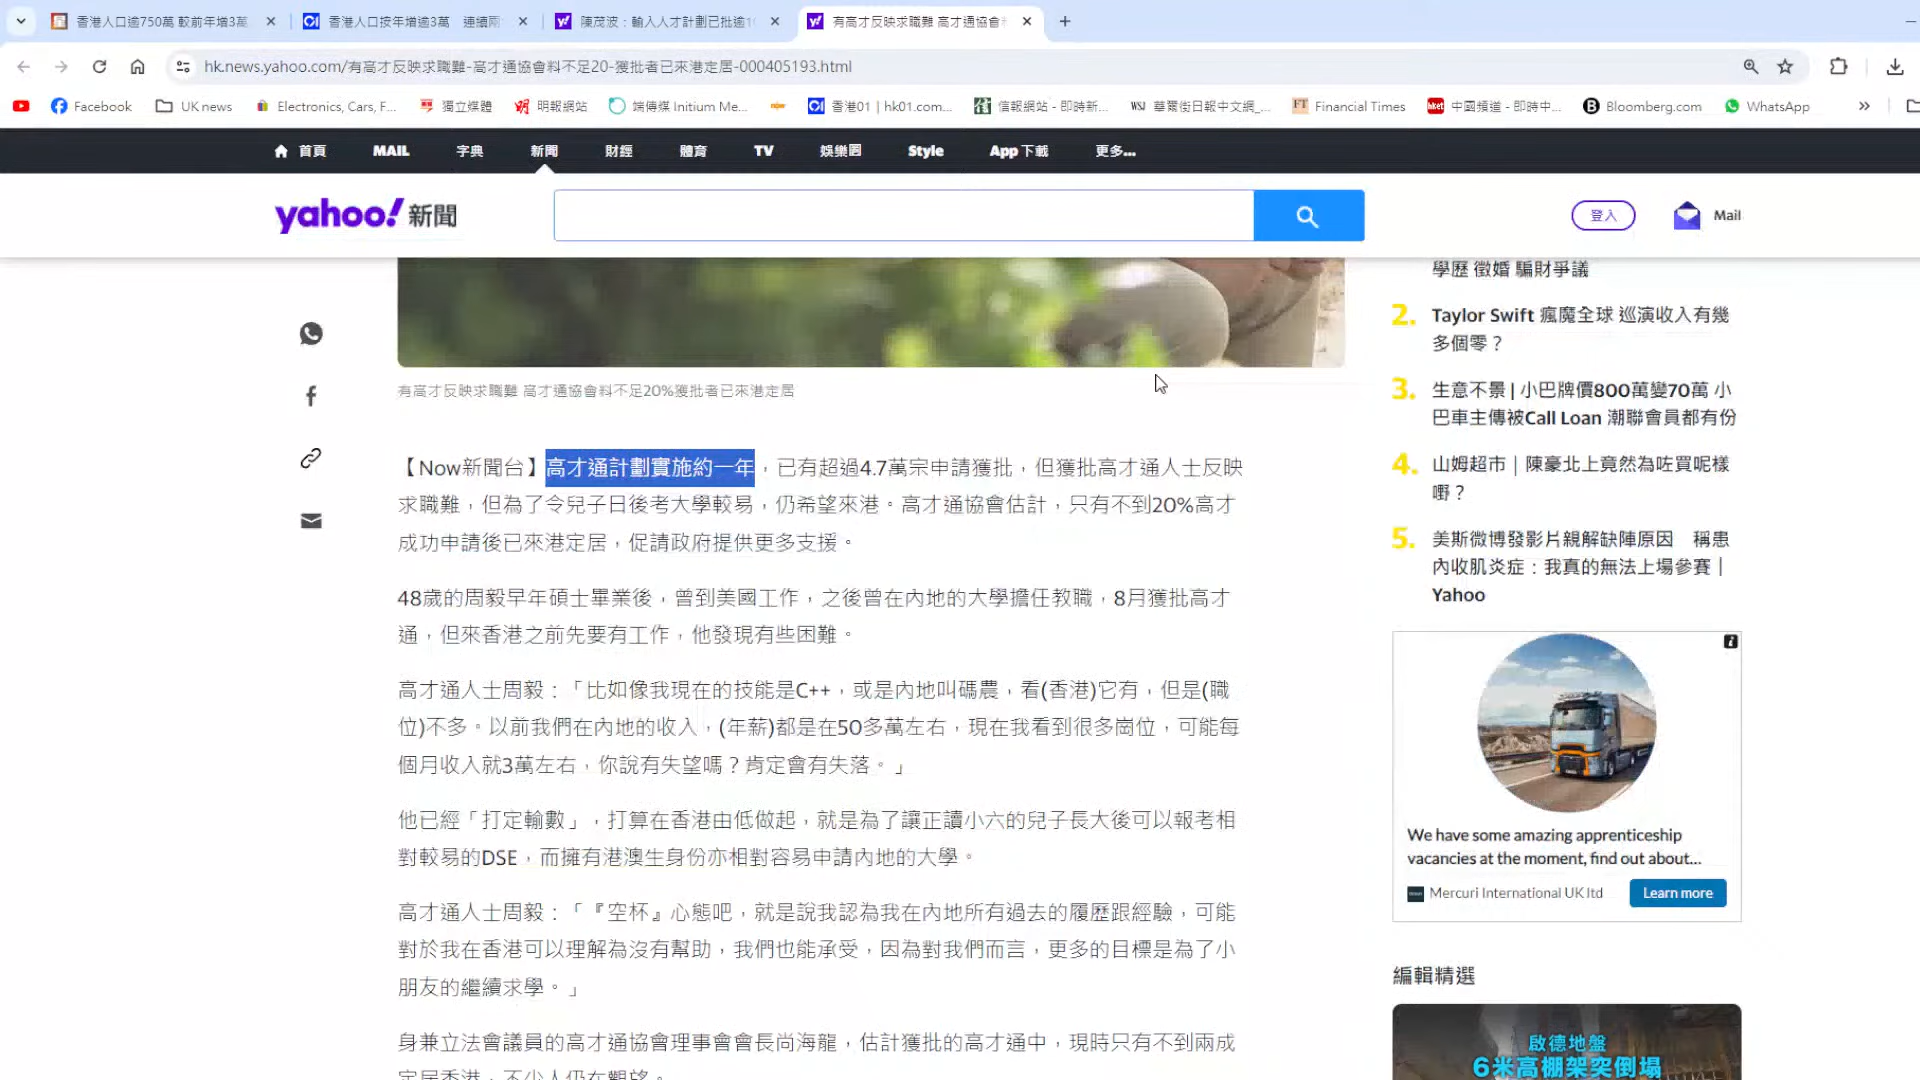 香港人口逾750萬 較前年增3萬
香港人口按年增逾3萬 連續兩
陳茂波：輸入人才計劃已批逾1
有高才反映求職難 高才通協會
hk.news.yahoo.com/有高才反映求職難-高才通協會料不足20-獲批者已來港定居-000405193.html
Facebook
UK news
Electronics, Cars, F...
獨立媒體
明報網站
端傳媒 Initium Me...
香港01 | hk01.com...
信報網站 - 即時新...
華爾街日報中文網_...
Financial Times
中國頻道 - 即時中...
Bloomberg.com
WhatsApp
首頁
MAIL
字典
新聞
財經
體育
TV
娛樂圈
Style
App 下載
更多...
yahoo!新聞
登入
Mail
有高才反映求職難 高才通協會料不足20%獲批者已來港定居
【Now新聞台】高才通計劃實施約一年，已有超過4.7萬宗申請獲批，但獲批高才通人士反映
求職難，但為了令兒子日後考大學較易，仍希望來港。高才通協會估計，只有不到20%高才
成功申請後已來港定居，促請政府提供更多支援。
48歲的周毅早年碩士畢業後，曾到美國工作，之後曾在內地的大學擔任教職，8月獲批高才
通，但來香港之前先要有工作，他發現有些困難。
高才通人士周毅：「比如像我現在的技能是C++，或是內地叫碼農，看(香港)它有，但是(職
位)不多。以前我們在內地的收入，(年薪)都是在50多萬左右，現在我看到很多崗位，可能每
個月收入就3萬左右，你說有失望嗎？肯定會有失落。」
他已經「打定輸數」，打算在香港由低做起，就是為了讓正讀小六的兒子長大後可以報考相
對較易的DSE，而擁有港澳生身份亦相對容易申請內地的大學。
高才通人士周毅：「『空杯』心態吧，就是說我認為我在內地所有過去的履歷跟經驗，可能
對於我在香港可以理解為沒有幫助，我們也能承受，因為對我們而言，更多的目標是為了小
朋友的繼續求學。」
身兼立法會議員的高才通協會理事會會長尚海龍，估計獲批的高才通中，現時只有不到兩成
定居香港，不少人仍在觀望。
學歷 徵婚 騙財爭議
2. Taylor Swift 瘋魔全球 巡演收入有幾
多個零？
3. 生意不景 | 小巴牌價800萬變70萬 小
巴車主傳被Call Loan 潮聯會員都有份
4. 山姆超市｜陳豪北上竟然為咗買呢樣
嘢？
5. 美斯微博發影片親解缺陣原因　稱患
內收肌炎症：我真的無法上場參賽｜
Yahoo
We have some amazing apprenticeship
vacancies at the moment, find out about...
Mercuri International UK ltd
Learn more
編輯精選
啟德地盤
6米高棚架突倒塌